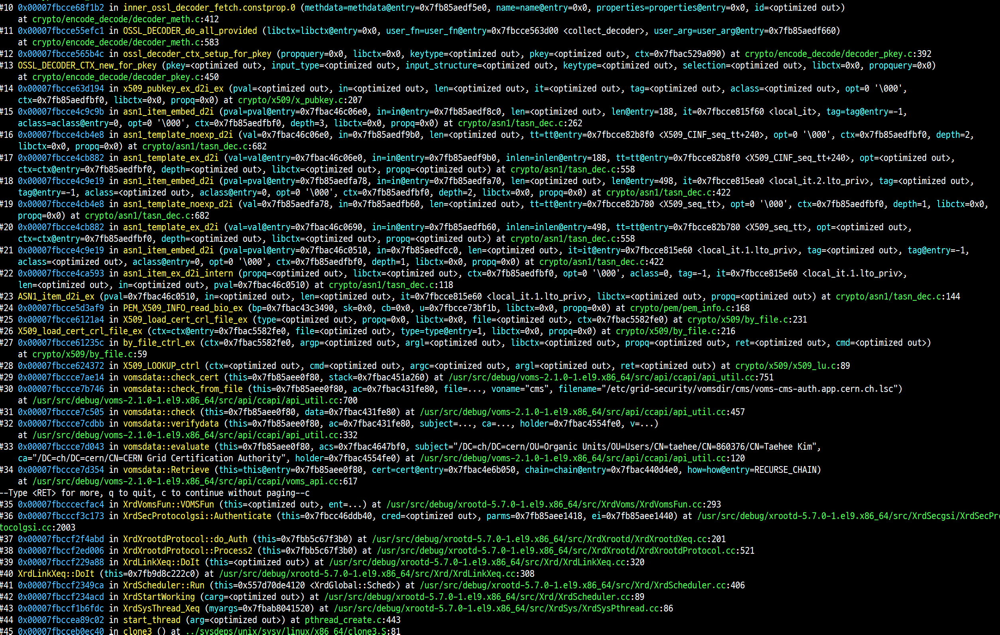 #10 0x00007fbcce68f1b2 in inner_ossl_decoder_fetch.constprop.0 (methdata=methdata@entry=0x7fb85aedf5e0, name=name@entry=0x0, properties=properties@entry=0x0, id=<optimized out>)
at crypto/encode_decode/decoder_meth.c:412
#11 0x00007fbcce55efc1 in OSSL_DECODER_do_all_provided (libctx=libctx@entry=0x0, user_fn=user_fn@entry=0x7fbcce563d00 <collect_decoder>, user_arg=user_arg@entry=0x7fb85aedf660)
at crypto/encode_decode/decoder_meth.c:583
#12 0x00007fbcce565b4c in ossl_decoder_ctx_setup_for_pkey (propquery=0x0, libctx=0x0, keytype=<optimized out>, pkey=<optimized out>, ctx=0x7fbac529a090) at crypto/encode_decode/decoder_pkey.c:392
#13 OSSL_DECODER_CTX_new_for_pkey (pkey=<optimized out>, input_type=<optimized out>, input_structure=<optimized out>, keytype=<optimized out>, selection=<optimized out>, libctx=0x0, propquery=0x0)
at crypto/encode_decode/decoder_pkey.c:450
#14 0x00007fbcce63d194 in x509_pubkey_ex_d2i_ex (pval=<optimized out>, in=<optimized out>, len=<optimized out>, it=<optimized out>, tag=<optimized out>, aclass=<optimized out>, opt=0 '\000',
ctx=0x7fb85aedfbf0, libctx=0x0, propq=0x0) at crypto/x509/x_pubkey.c:207
#15 0x00007fbcce4c9c9b in asn1_item_embed_d2i (pval=pval@entry=0x7fbac46c06e0, in=in@entry=0x7fb85aedf8c0, len=<optimized out>, len@entry=188, it=0x7fbcce815f60 <local_it>, tag=tag@entry=-1,
aclass=aclass@entry=0, opt=0 '\000', ctx=0x7fb85aedfbf0, depth=3, libctx=0x0, propq=0x0) at crypto/asn1/tasn_dec.c:262
#16 0x00007fbcce4cb4e8 in asn1_template_noexp_d2i (val=0x7fbac46c06e0, in=0x7fb85aedf9b0, len=<optimized out>, tt=tt@entry=0x7fbcce82b8f0 <X509_CINF_seq_tt+240>, opt=0 '\000', ctx=0x7fb85aedfbf0, depth=2,
libctx=0x0, propq=0x0) at crypto/asn1/tasn_dec.c:682
#17 0x00007fbcce4cb882 in asn1_template_ex_d2i (val=val@entry=0x7fbac46c06e0, in=in@entry=0x7fb85aedf9b0, inlen=inlen@entry=188, tt=tt@entry=0x7fbcce82b8f0 <X509_CINF_seq_tt+240>, opt=<optimized out>,
ctx=ctx@entry=0x7fb85aedfbf0, depth=<optimized out>, libctx=<optimized out>, propq=<optimized out>) at crypto/asn1/tasn_dec.c:558
#18 0x00007fbcce4c9e19 in asn1_item_embed_d2i (pval=pval@entry=0x7fb85aedfa78, in=in@entry=0x7fb85aedfa70, len=<optimized out>, len@entry=498, it=0x7fbcce815ea0 <local_it.2.lto_priv>, tag=<optimized out>,
tag@entry=-1, aclass=<optimized out>, aclass@entry=0, opt=0 '\000', ctx=0x7fb85aedfbf0, depth=2, libctx=0x0, propq=0x0) at crypto/asn1/tasn_dec.c:422
#19 0x00007fbcce4cb4e8 in asn1_template_noexp_d2i (val=0x7fb85aedfa78, in=0x7fb85aedfb60, len=<optimized out>, tt=tt@entry=0x7fbcce82b780 <X509_seq_tt>, opt=0 '\000', ctx=0x7fb85aedfbf0, depth=1, libctx=0x0,
propq=0x0) at crypto/asn1/tasn_dec.c:682
#20 0x00007fbcce4cb882 in asn1_template_ex_d2i (val=val@entry=0x7fbac46c0690, in=in@entry=0x7fb85aedfb60, inlen=inlen@entry=498, tt=tt@entry=0x7fbcce82b780 <X509_seq_tt>, opt=<optimized out>,
ctx=ctx@entry=0x7fb85aedfbf0, depth=<optimized out>, libctx=<optimized out>, propq=<optimized out>) at crypto/asn1/tasn_dec.c:558
#21 0x00007fbcce4c9e19 in asn1_item_embed_d2i (pval=pval@entry=0x7fbac46c0510, in=0x7fb85aedfcc0, len=<optimized out>, it=it@entry=0x7fbcce815e60 <local_it.1.lto_priv>, tag=<optimized out>, tag@entry=-1,
aclass=<optimized out>, aclass@entry=0, opt=0 '\000', ctx=0x7fb85aedfbf0, depth=1, libctx=0x0, propq=0x0) at crypto/asn1/tasn_dec.c:422
#22 0x00007fbcce4ca593 in asn1_item_ex_d2i_intern (propq=<optimized out>, libctx=<optimized out>, ctx=0x7fb85aedfbf0, opt=0 '\000', aclass=0, tag=-1, it=0x7fbcce815e60 <local_it.1.lto_priv>,
len=<optimized out>, in=<optimized out>, pval=0x7fbac46c0510) at crypto/asn1/tasn_dec.c:118
#23 ASN1_item_d2i_ex (pval=0x7fbac46c0510, in=<optimized out>, len=<optimized out>, it=0x7fbcce815e60 <local_it.1.lto_priv>, libctx=<optimized out>, propq=<optimized out>) at crypto/asn1/tasn_dec.c:144
#24 0x00007fbcce5d3af9 in PEM_X509_INFO_read_bio_ex (bp=0x7fbac43c3490, sk=0x0, cb=0x0, u=0x7fbcce73bf1b, libctx=0x0, propq=0x0) at crypto/pem/pem_info.c:168
#25 0x00007fbcce6121a4 in X509_load_cert_crl_file_ex (type=<optimized out>, propq=0x0, libctx=0x0, file=<optimized out>, ctx=0x7fbac5582fe0) at crypto/x509/by_file.c:231
#26 X509_load_cert_crl_file_ex (ctx=ctx@entry=0x7fbac5582fe0, file=<optimized out>, type=type@entry=1, libctx=0x0, propq=0x0) at crypto/x509/by_file.c:216
#27 0x00007fbcce61235c in by_file_ctrl_ex (ctx=0x7fbac5582fe0, argp=<optimized out>, argl=<optimized out>, libctx=<optimized out>, propq=<optimized out>, ret=<optimized out>, cmd=<optimized out>)
at crypto/x509/by_file.c:59
#28 0x00007fbcce624372 in X509_LOOKUP_ctrl (ctx=<optimized out>, cmd=<optimized out>, argc=<optimized out>, argl=<optimized out>, ret=<optimized out>) at crypto/x509/x509_lu.c:89
#29 0x00007fbccce7ae14 in vomsdata::check_cert (this=0x7fb85aee0f80, stack=0x7fbac451a260) at /usr/src/debug/voms-2.1.0-1.el9.x86_64/src/api/ccapi/api_util.cc:751
#30 0x00007fbccce7b746 in vomsdata::check_from_file (this=0x7fb85aee0f80, ac=0x7fbac431fe80, file=..., voname="cms", filename="/etc/grid-security/vomsdir/cms/voms-cms-auth.app.cern.ch.lsc")
at /usr/src/debug/voms-2.1.0-1.el9.x86_64/src/api/ccapi/api_util.cc:700
#31 0x00007fbccce7c505 in vomsdata::check (this=0x7fb85aee0f80, data=0x7fbac431fe80) at /usr/src/debug/voms-2.1.0-1.el9.x86_64/src/api/ccapi/api_util.cc:457
#32 0x00007fbccce7cdbb in vomsdata::verifydata (this=0x7fb85aee0f80, ac=0x7fbac431fe80, subject=..., ca=..., holder=0x7fbac4554fe0, v=...)
at /usr/src/debug/voms-2.1.0-1.el9.x86_64/src/api/ccapi/api_util.cc:332
#33 0x00007fbccce7d043 in vomsdata::evaluate (this=0x7fb85aee0f80, acs=0x7fbac4647bf0, subject="/DC=ch/DC=cern/OU=Organic Units/OU=Users/CN=taehee/CN=860376/CN=Taehee Kim",
ca="/DC=ch/DC=cern/CN=CERN Grid Certification Authority", holder=0x7fbac4554fe0) at /usr/src/debug/voms-2.1.0-1.el9.x86_64/src/api/ccapi/api_util.cc:120
#34 0x00007fbccce7d354 in vomsdata::Retrieve (this=this@entry=0x7fb85aee0f80, cert=cert@entry=0x7fbac4e6b050, chain=chain@entry=0x7fbac440d4e0, how=how@entry=RECURSE_CHAIN)
at /usr/src/debug/voms-2.1.0-1.el9.x86_64/src/api/ccapi/voms_api.cc:617
--Type <RET> for more, q to quit, c to continue without paging--c
#35 0x00007fbcccecfac4 in XrdVomsFun::VOMSFun (this=<optimized out>, ent=...) at /usr/src/debug/xrootd-5.7.0-1.el9.x86_64/src/XrdVoms/XrdVomsFun.cc:293
#36 0x00007fbcccf3c173 in XrdSecProtocolgsi::Authenticate (this=0x7fbcc46ddb40, cred=<optimized out>, parms=0x7fb85aee1418, ei=0x7fb85aee1440) at /usr/src/debug/xrootd-5.7.0-1.el9.x86_64/src/XrdSecgsi/XrdSecPro
tocolgsi.cc:2003
#37 0x00007fbccf2f4abd in XrdXrootdProtocol::do_Auth (this=0x7fbb5c67f3b0) at /usr/src/debug/xrootd-5.7.0-1.el9.x86_64/src/XrdXrootd/XrdXrootdXeq.cc:201
#38 0x00007fbccf2ed006 in XrdXrootdProtocol::Process2 (this=0x7fbb5c67f3b0) at /usr/src/debug/xrootd-5.7.0-1.el9.x86_64/src/XrdXrootd/XrdXrootdProtocol.cc:521
#39 0x00007fbccf229a88 in XrdLinkXeq::DoIt (this=<optimized out>) at /usr/src/debug/xrootd-5.7.0-1.el9.x86_64/src/Xrd/XrdLinkXeq.cc:320
#40 XrdLinkXeq::DoIt (this=0x7fb9d8c222c0) at /usr/src/debug/xrootd-5.7.0-1.el9.x86_64/src/Xrd/XrdLinkXeq.cc:308
#41 0x00007fbccf2349ca in XrdScheduler::Run (this=0x557d70de4120 <XrdGlobal::Sched>) at /usr/src/debug/xrootd-5.7.0-1.el9.x86_64/src/Xrd/XrdScheduler.cc:406
#42 0x00007fbccf234acd in XrdStartWorking (carg=<optimized out>) at /usr/src/debug/xrootd-5.7.0-1.el9.x86_64/src/Xrd/XrdScheduler.cc:89
#43 0x00007fbccf1b6fdc in XrdSysThread_Xeq (myargs=0x7fbab8041520) at /usr/src/debug/xrootd-5.7.0-1.el9.x86_64/src/XrdSys/XrdSysPthread.cc:86
#44 0x00007fbccea89c02 in start_thread (arg=<optimized out>) at pthread_create.c:443
#45 0x00007fbcceb0ec40 in clone3 () at ../sysdeps/unix/sysv/linux/x86_64/clone3.S:81